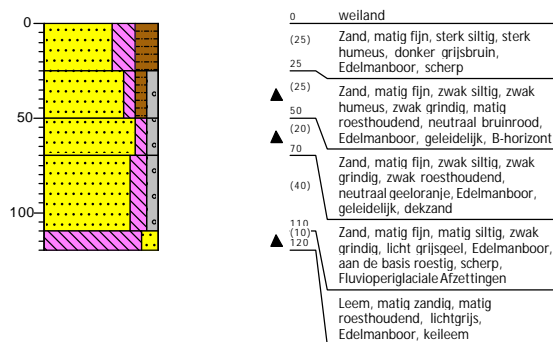 0
50
100
0 weiland
(25) Zand, matig fijn, sterk siltig, sterk
humeus, donker grijsbruin,
25 Edelmanboor, scherp
(25) Zand, matig fijn, zwak siltig, zwak
humeus, zwak grindig, matig
50 roesthoudend, neutraal bruinrood,
(20) Edelmanboor, geleidelijk, B-horizont
70
Zand, matig fijn, zwak siltig, zwak
grindig, zwak roesthoudend,
(40) neutraal geeloranje, Edelmanboor,
geleidelijk, dekzand
110
(10) Zand, matig fijn, matig siltig, zwak
120 grindig, licht grijsgeel, Edelmanboor,
aan de basis roestig, scherp,
Fluvioperiglaciale Afzettingen
Leem, matig zandig, matig
roesthoudend, lichtgrijs,
Edelmanboor, keileem